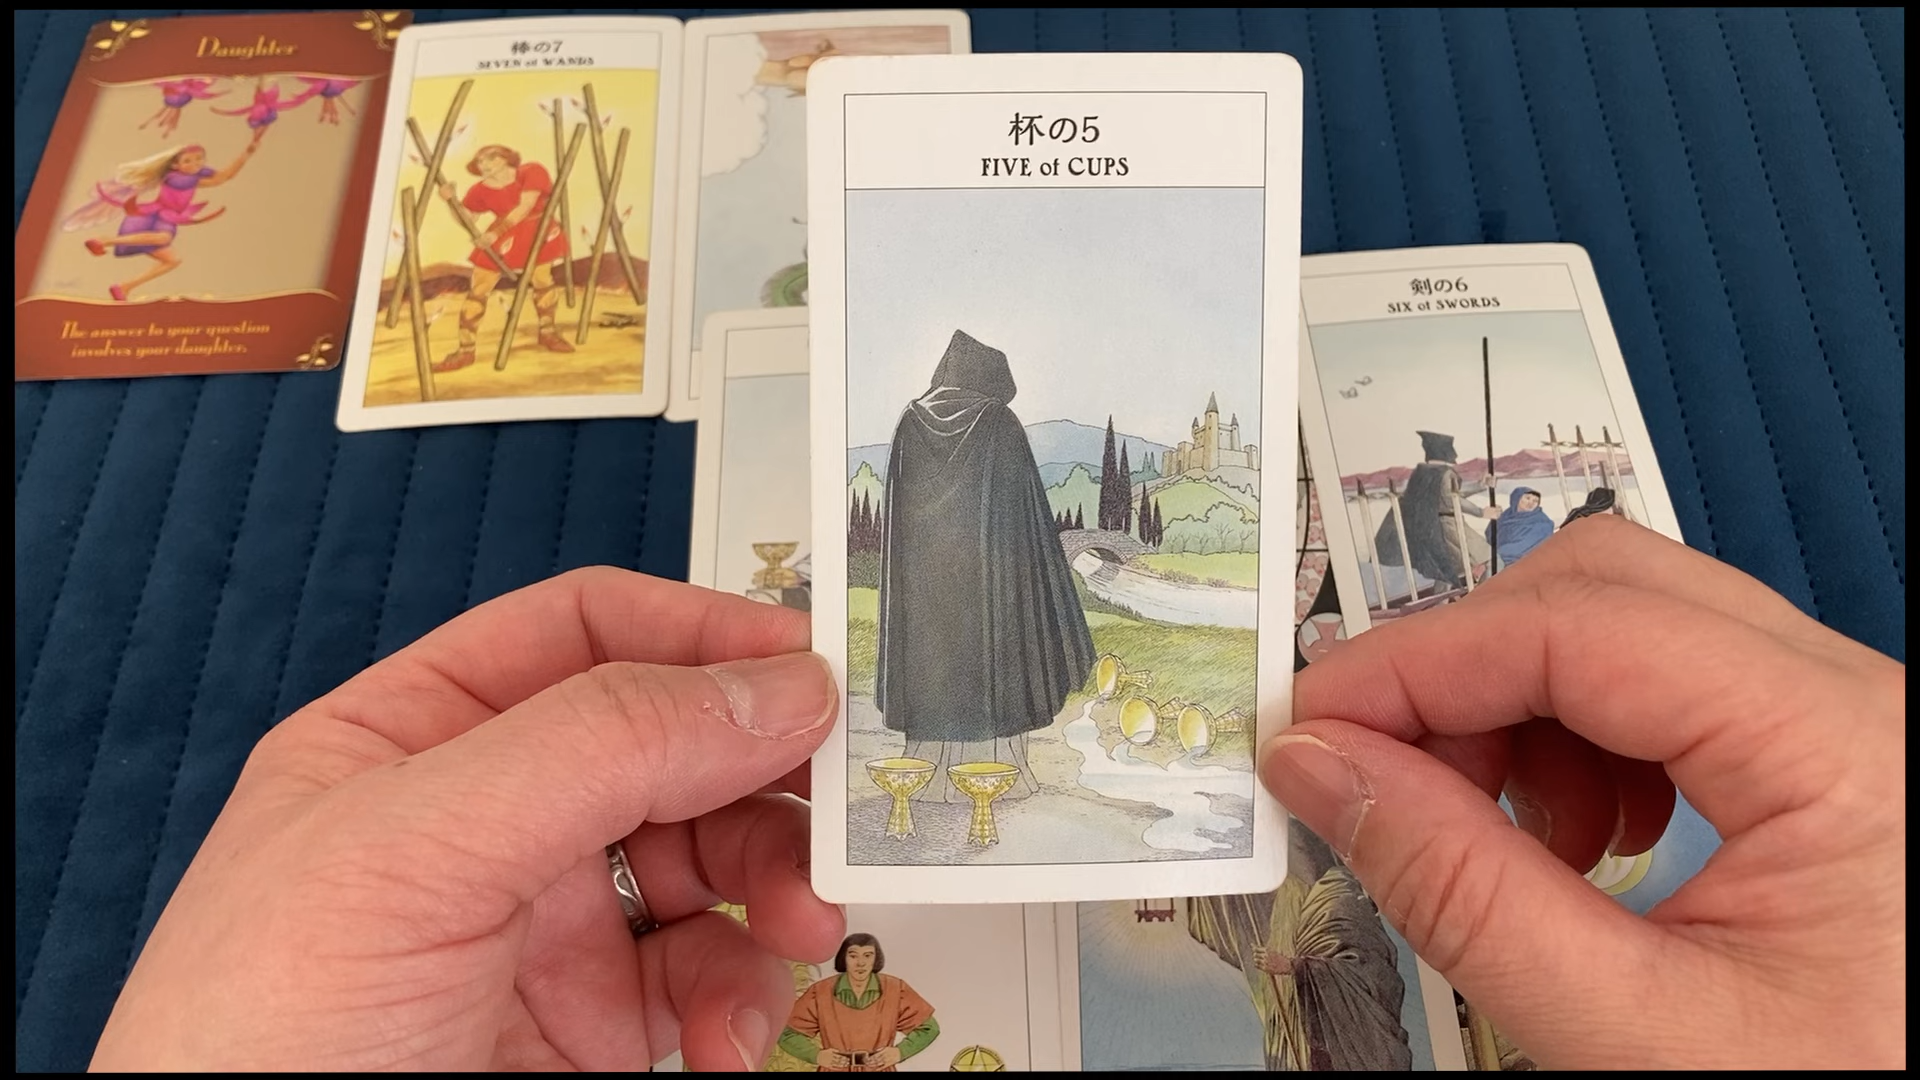 Daughter
The answer to your question
involves your daughter.
棒の7
SEVEN of WANDS
杯の5
FIVE of CUPS
剣の6
SIX of SWORDS